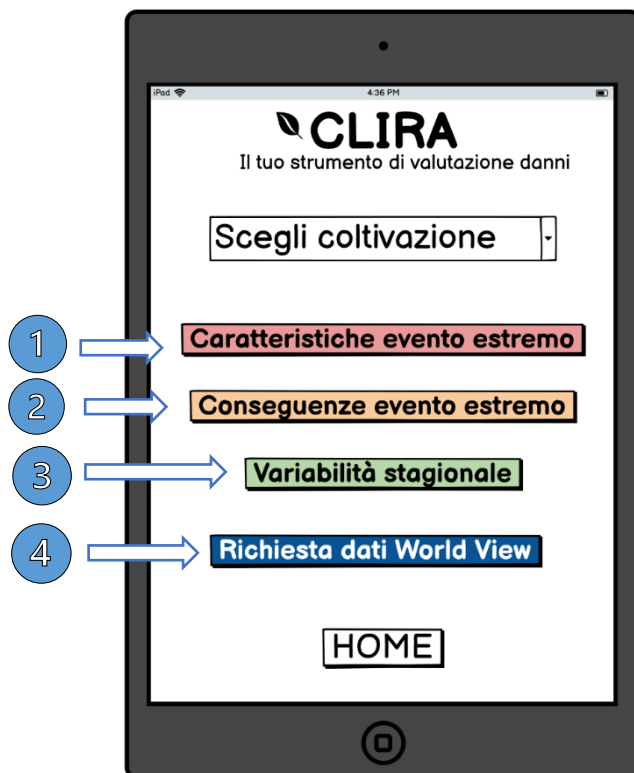 iPad 4:36 PM
CLIRA
Il tuo strumento di valutazione danni
Scegli coltivazione
1 Caratteristiche evento estremo
2 Conseguenze evento estremo
3 Variabilità stagionale
4 Richiesta dati World View
HOME